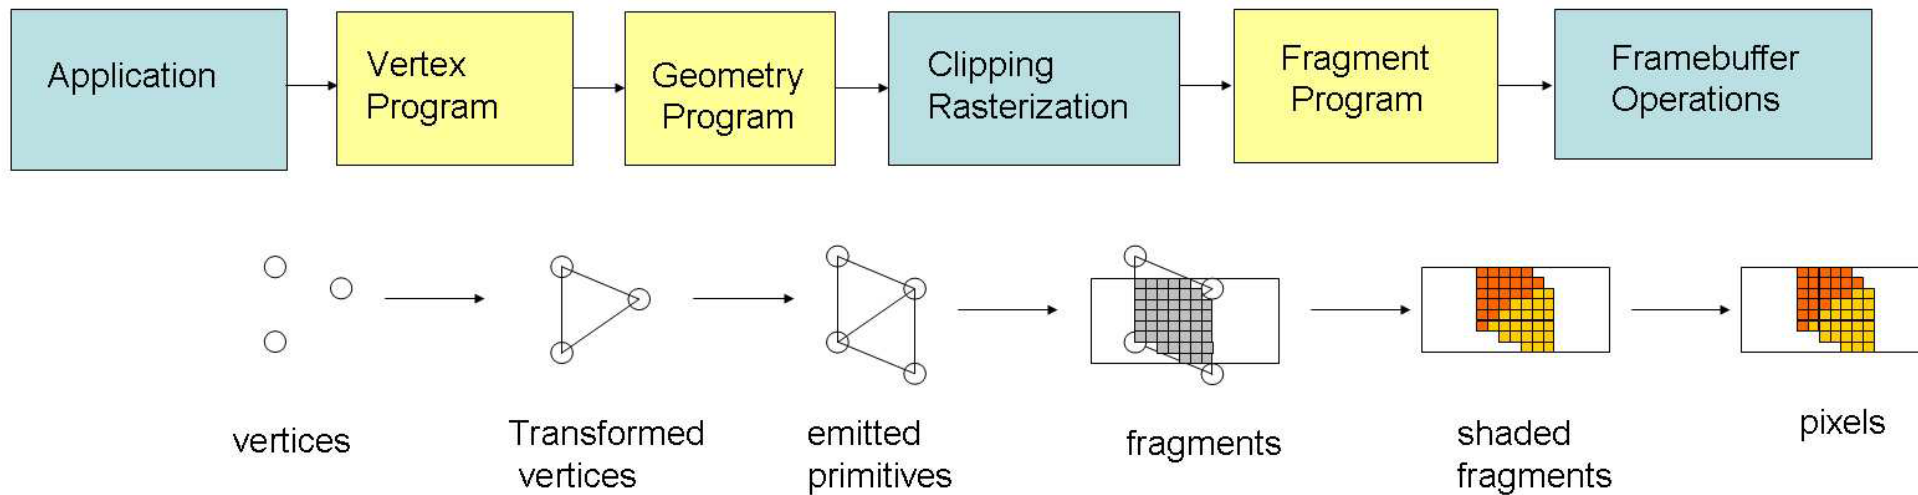 Application
Vertex
Program
Geometry
Program
Clipping
Rasterization
Fragment
Program
Framebuffer
Operations
vertices
Transformed
vertices
emitted
primitives
fragments
shaded
fragments
pixels